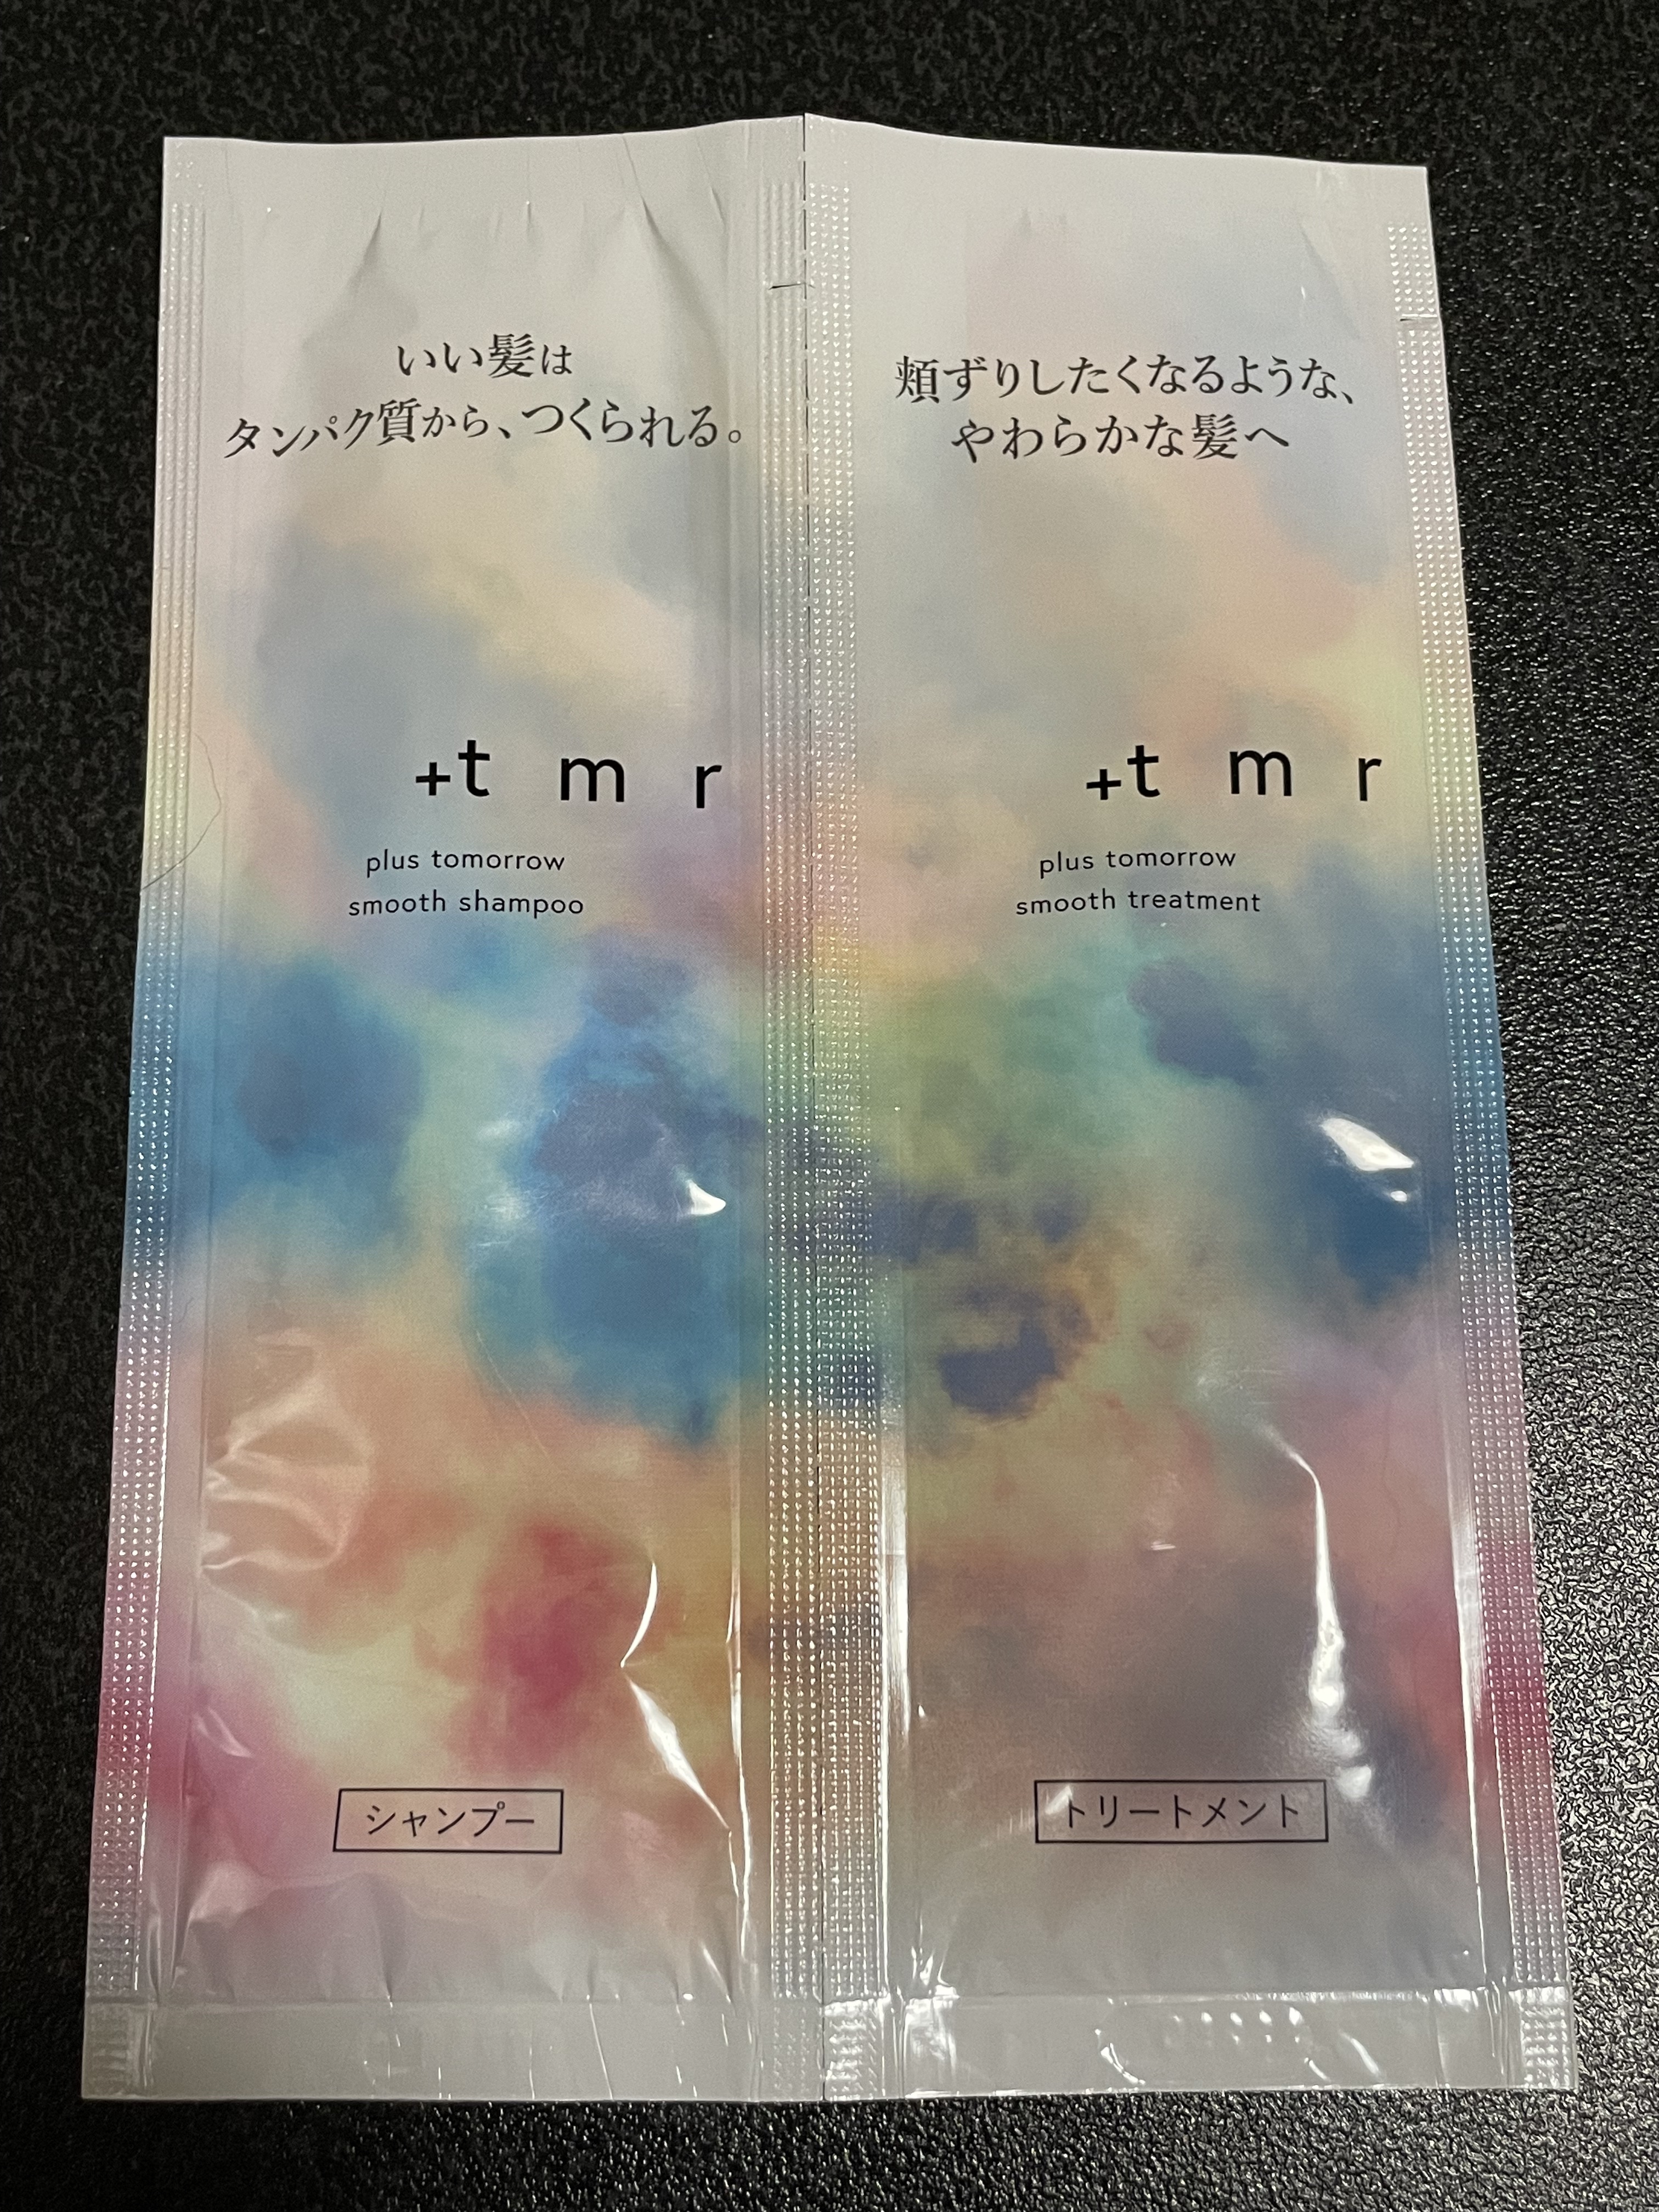 いい髪は
タンパク質から、つくられる。
+t m r
plus tomorrow
smooth shampoo
シャンプー
頬ずりしたくなるような、
やわらかな髪へ
+t m r
plus tomorrow
smooth treatment
トリートメント